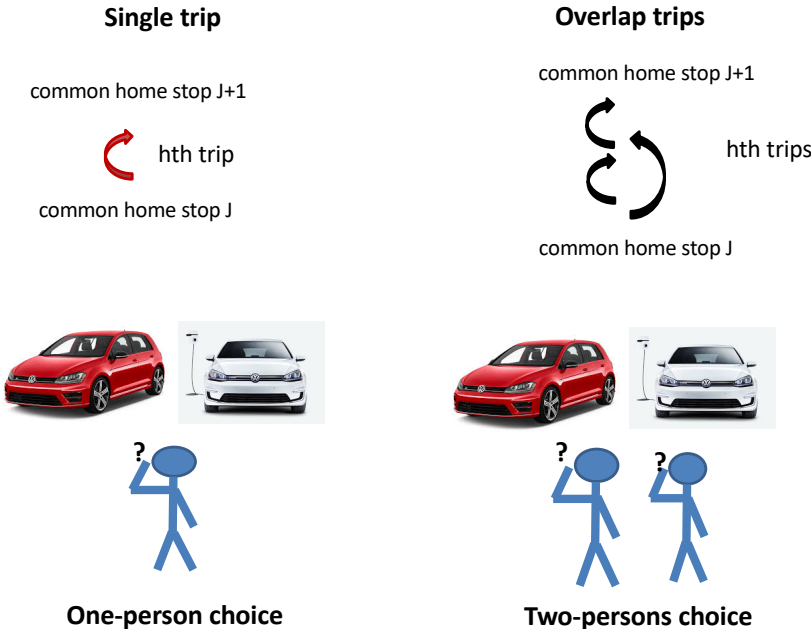 Single trip
common home stop J+1
hth trip
common home stop J
?
One-person choice
Overlap trips
common home stop J+1
hth trips
common home stop J
?
?
Two-persons choice